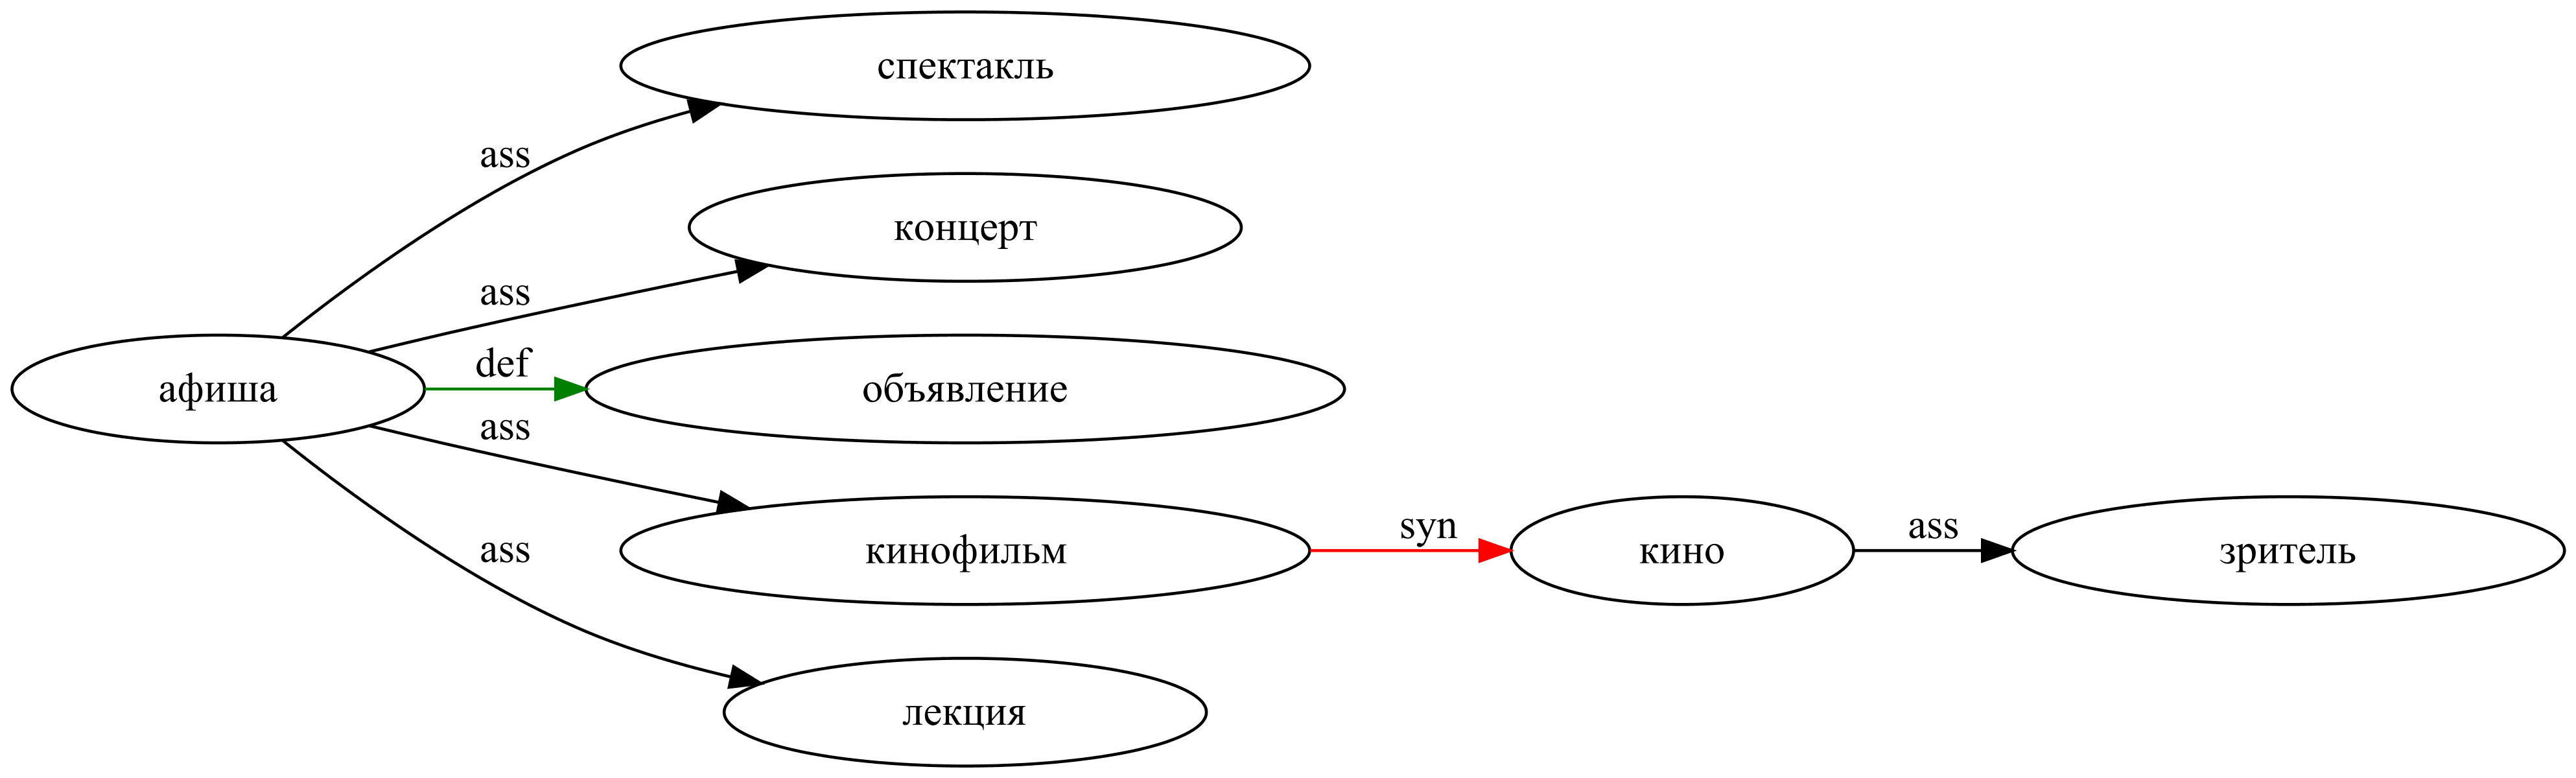 спектакль
ass
концерт
ass
def
афиша
объявление
ass
кинофильм
syn
кино
ass
зритель
ass
лекция